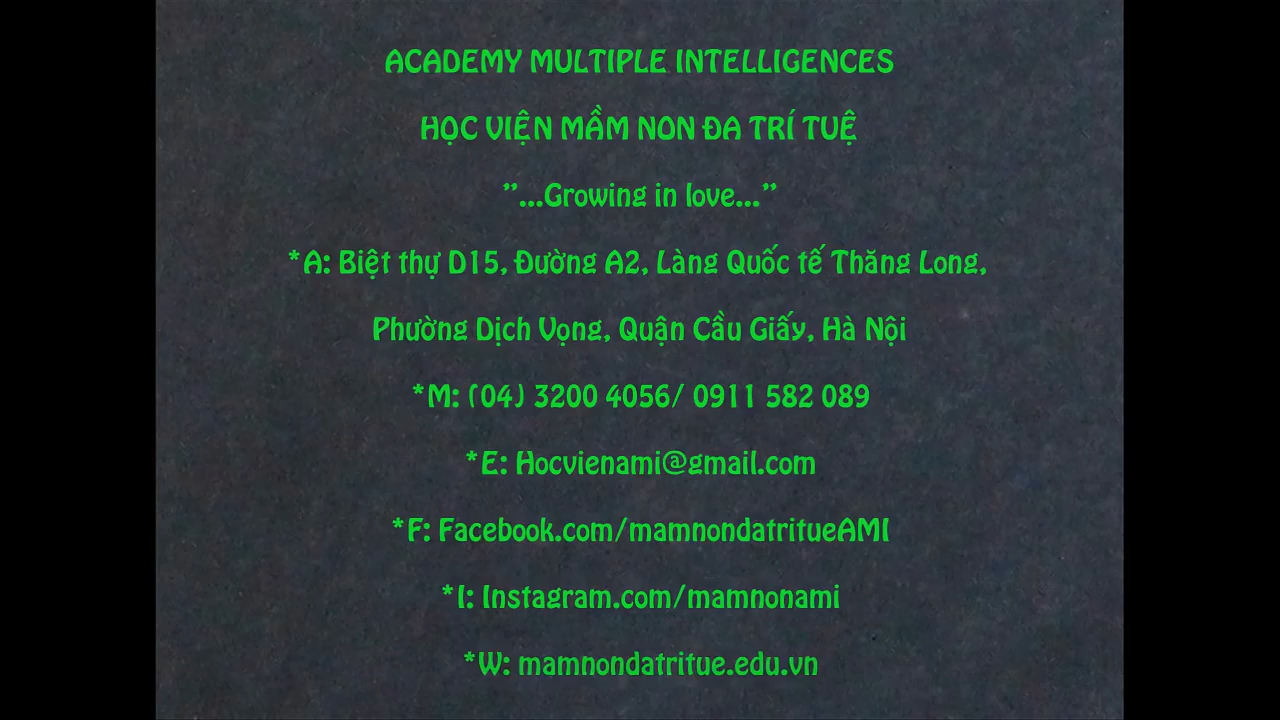 ACADEMY MULTIPLE INTELLIGENCES
HỌC VIỆN MẦM NON ĐA TRÍ TUỆ
”...Growing in love...”
*A: Biệt thự D15, Đường A2, Làng Quốc tế Thăng Long,
Phường Dịch Vọng, Quận Cầu Giấy, Hà Nội
*M: (04) 3200 4056/ 0911 582 089
*E: Hocvienami@gmail.com
*F: Facebook.com/mamnondatritueAMI
*I: Instagram.com/mamnonami
*W: mamnondatritue.edu.vn